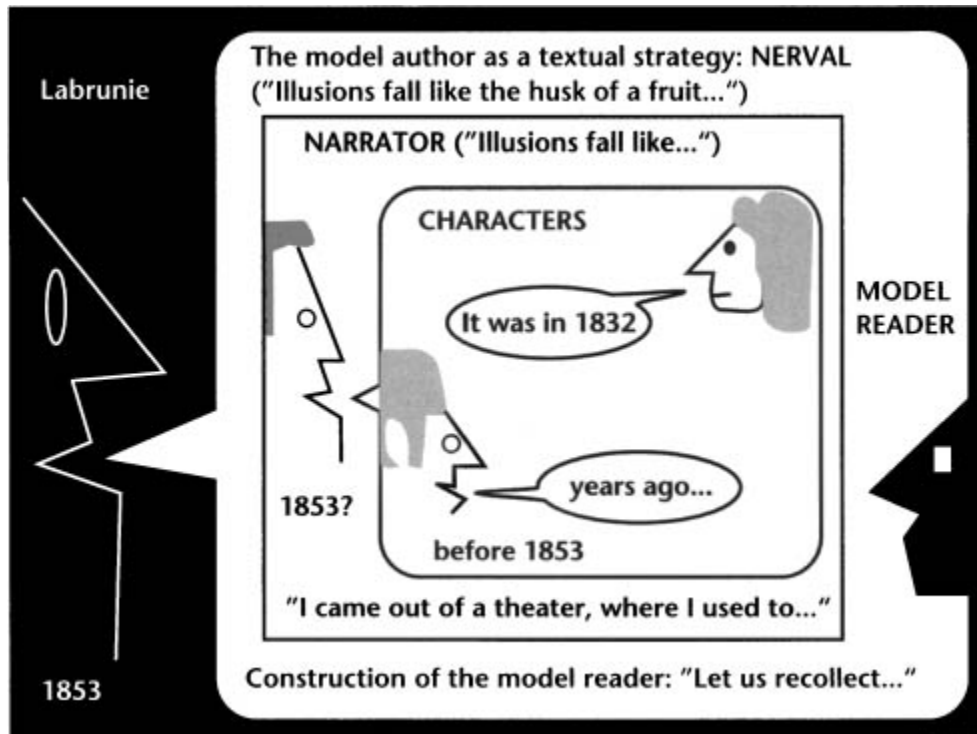 Labrunie
The model author as a textual strategy: NERVAL
("Illusions fall like the husk of a fruit...")
NARRATOR ("Illusions fall like...")
CHARACTERS
It was in 1832
MODEL
READER
years ago...
1853?
before 1853
"I came out of a theater, where I used to..."
Construction of the model reader: "Let us recollect..."
1853